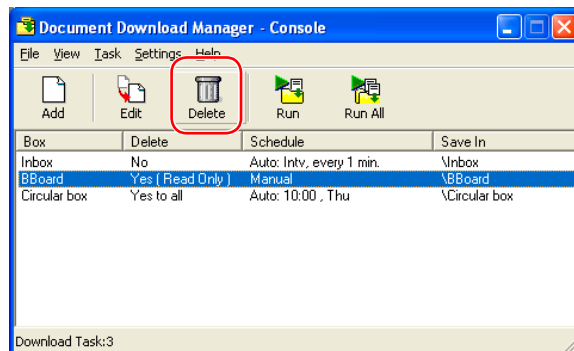 Document Download Manager - Console
File View Task Settings Help
Add Edit Delete Run Run All
Box Delete Schedule Save In
Inbox No Auto: Intv, every 1 min. \Inbox
BBoard Yes ( Read Only ) Manual \BBoard
Circular box Yes to all Auto: 10:00 , Thu \Circular box
Download Task:3